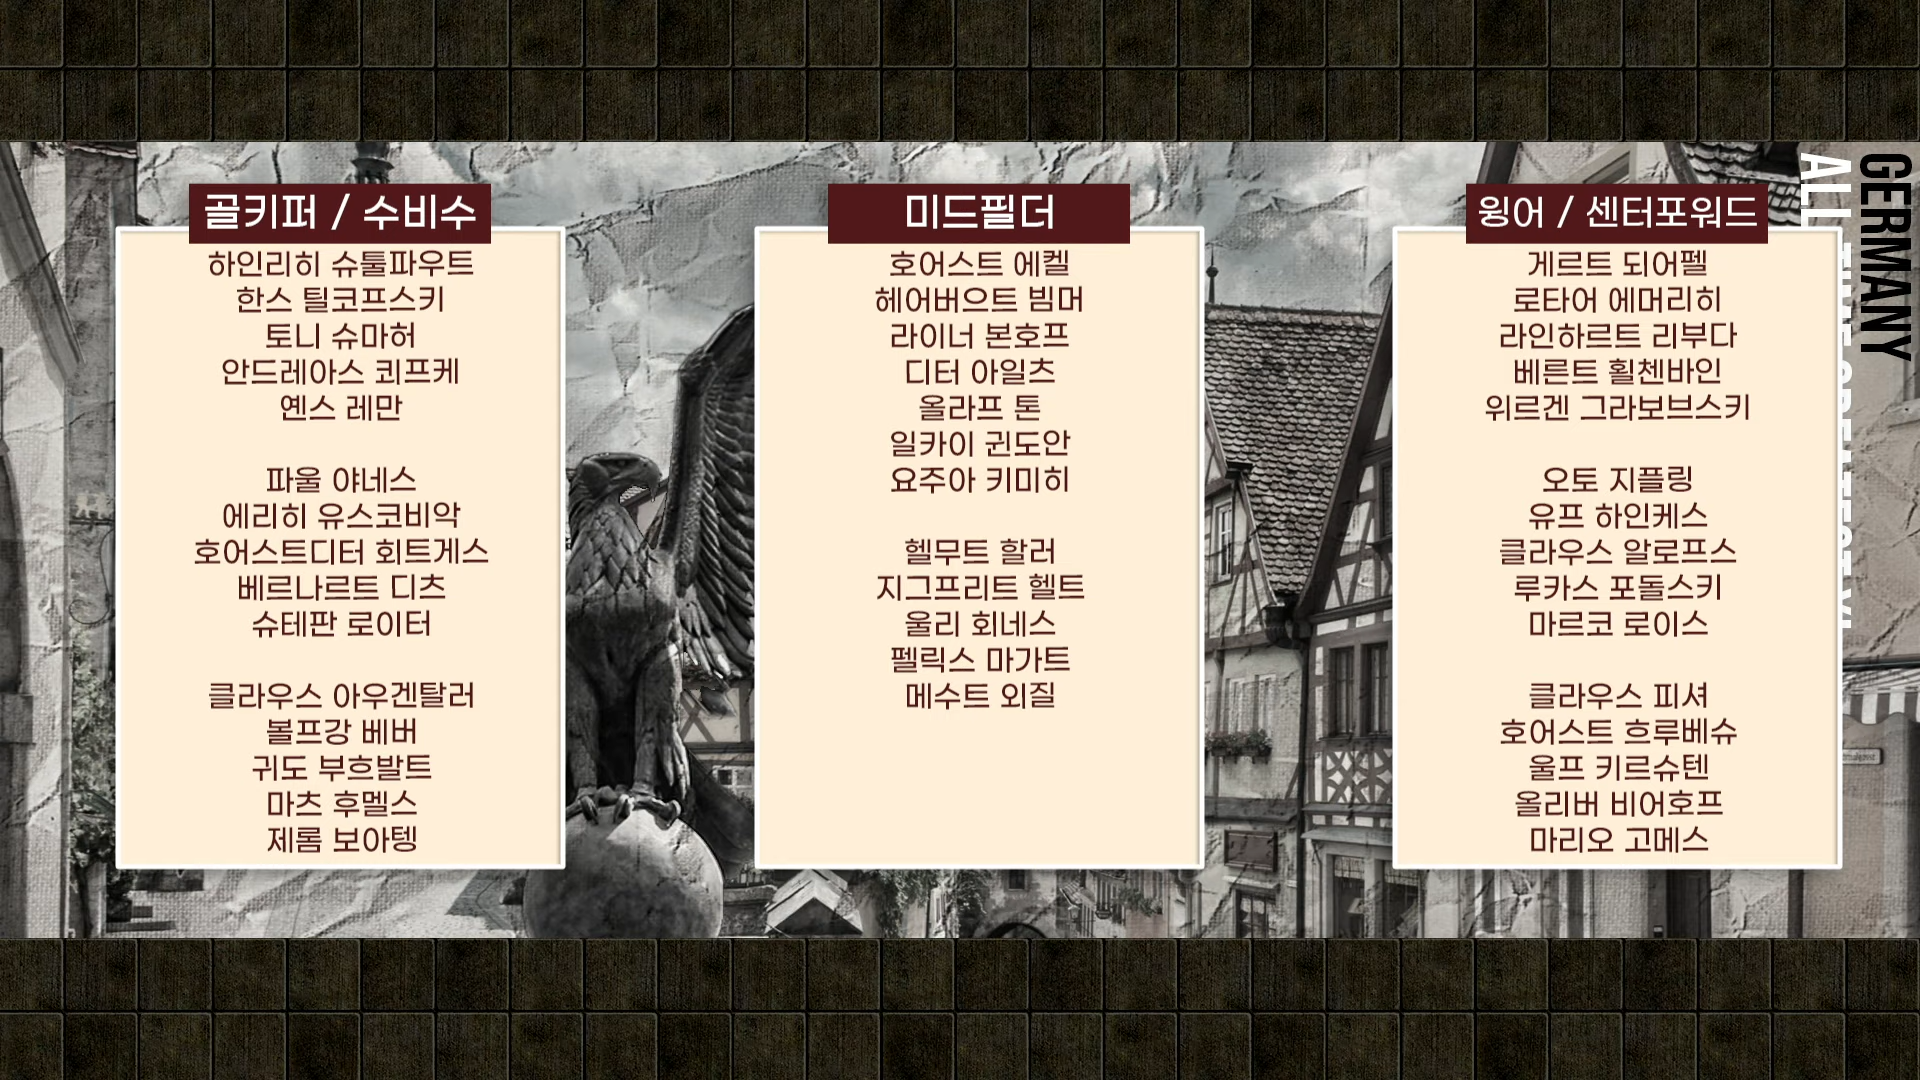 골키퍼 / 수비수
하인리히 슈툴파우트
한스 틸코프스키
토니 슈마허
안드레아스 쾨프케
옌스 레만
파울 야네스
에리히 유스코비악
호어스트디터 회트게스
베르나르트 디츠
슈테판 로이터
클라우스 아우겐탈러
볼프강 베버
귀도 부흐발트
마츠 후멜스
제롬 보아텡
미드필더
호어스트 에켈
헤어버으트 빔머
라이너 본호프
디터 아일츠
올라프 톤
일카이 귄도안
요주아 키미히
헬무트 할러
지그프리트 헬트
울리 회네스
펠릭스 마가트
메수트 외질
윙어 / 센터포워드
게르트 되어펠
로타어 에머리히
라인하르트 리부다
베른트 횔첸바인
위르겐 그라보브스키
오토 지플링
유프 하인케스
클라우스 알로프스
루카스 포돌스키
마르코 로이스
클라우스 피셔
호어스트 흐루베슈
울프 키르슈텐
올리버 비어호프
마리오 고메스
GERMANY
ALL